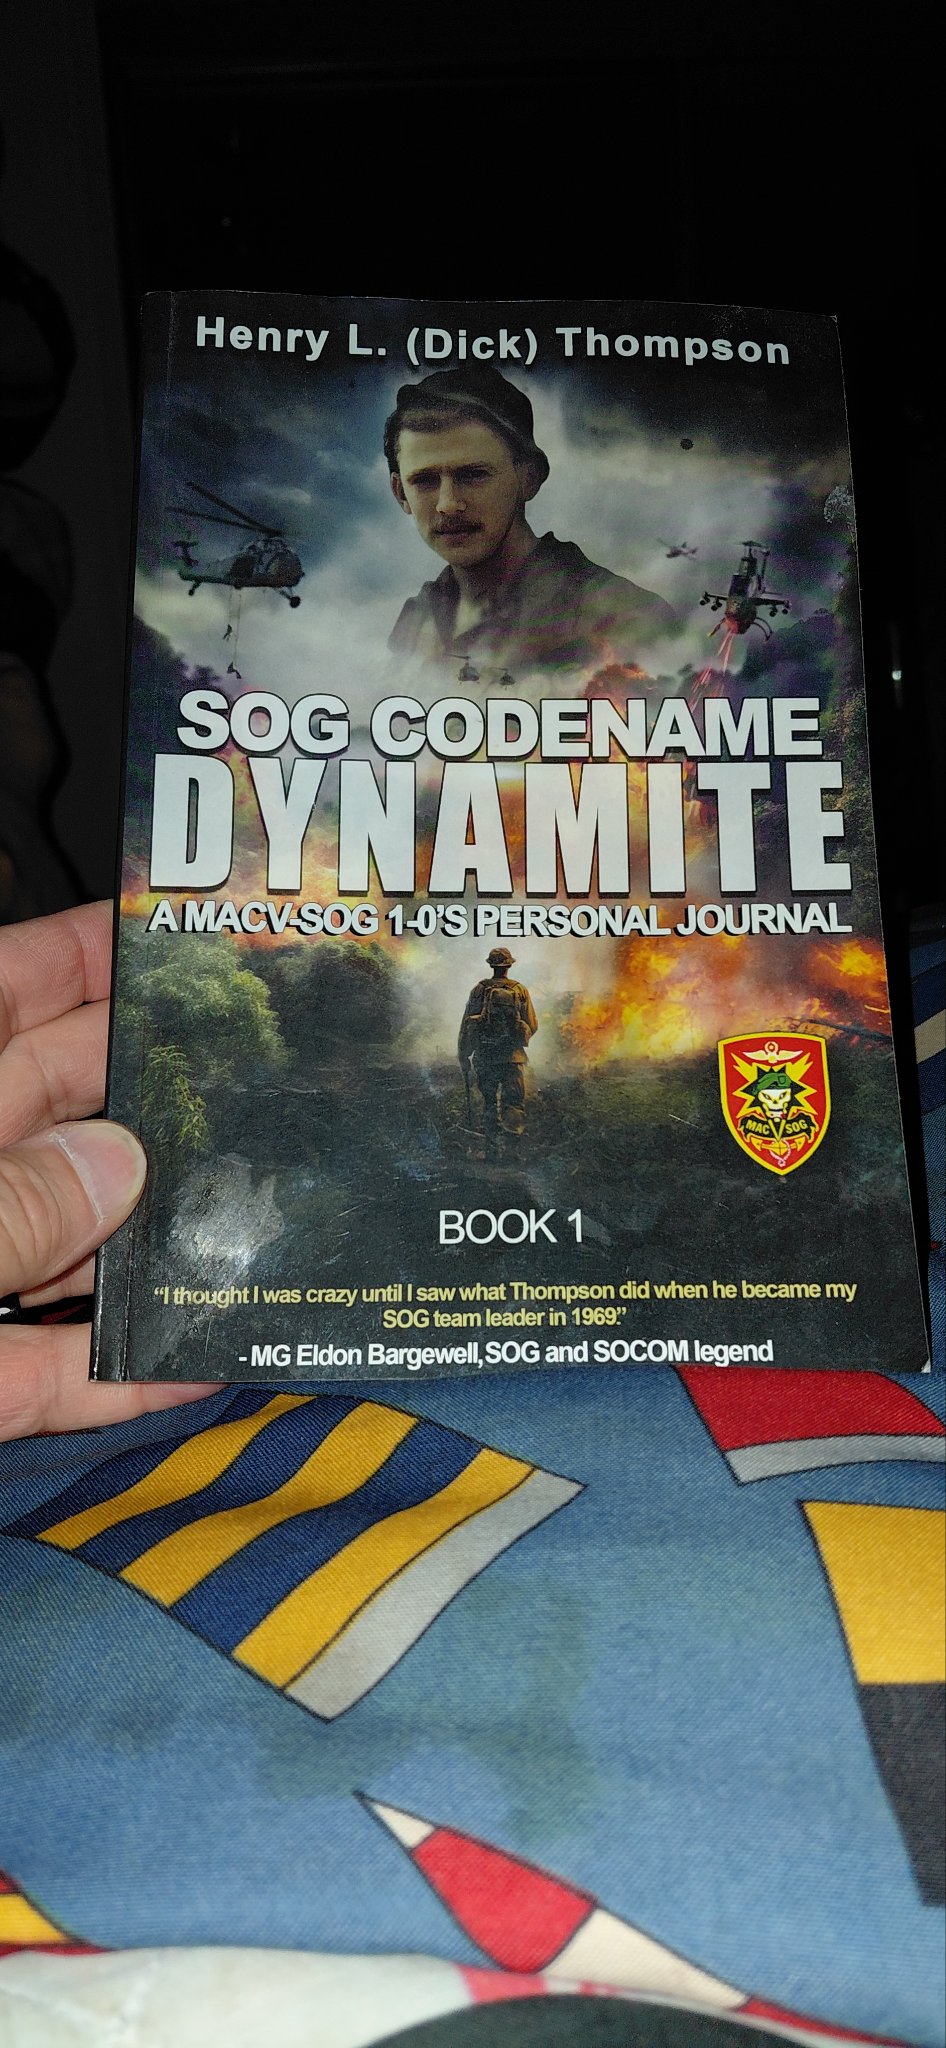 Henry L. (Dick) Thompson
SOG CODENAME
DYNAMITE
A MACV-SOG 1-0'S PERSONAL JOURNAL
MAC V SOG
BOOK 1
“I thought I was crazy until I saw what Thompson did when he became my
SOG team leader in 1969.”
- MG Eldon Bargewell, SOG and SOCOM legend